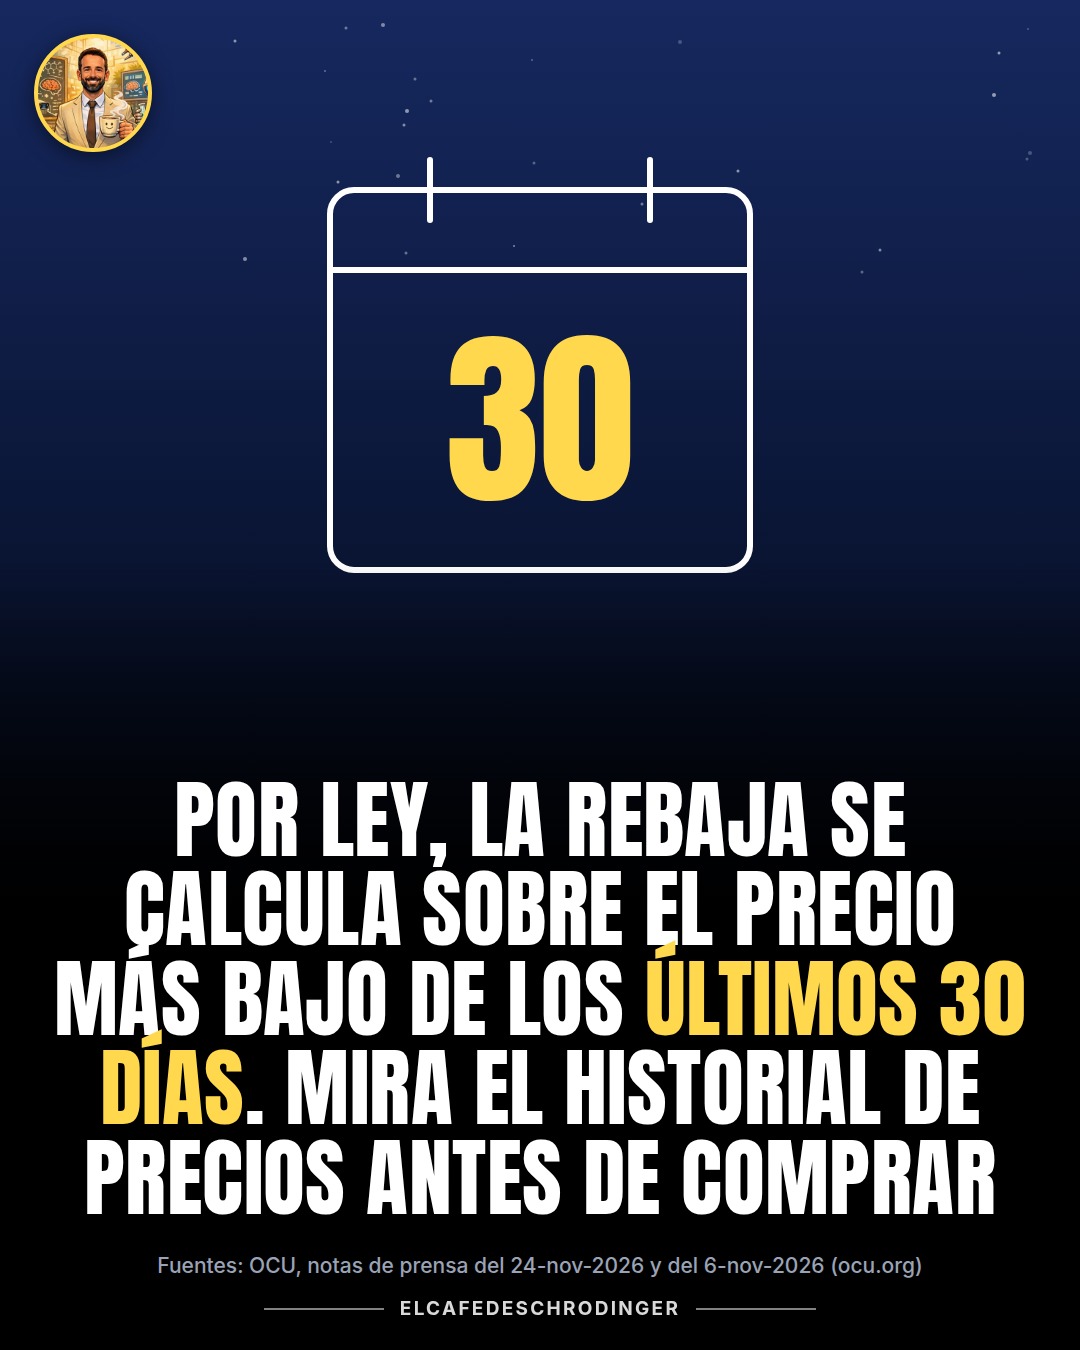 30
POR LEY, LA REBAJA SE
CALCULA SOBRE EL PRECIO
MÁS BAJO DE LOS ÚLTIMOS 30
DÍAS. MIRA EL HISTORIAL DE
PRECIOS ANTES DE COMPRAR
Fuentes: OCU, notas de prensa del 24-nov-2026 y del 6-nov-2026 (ocu.org)
ELCAFEDESCHRODINGER